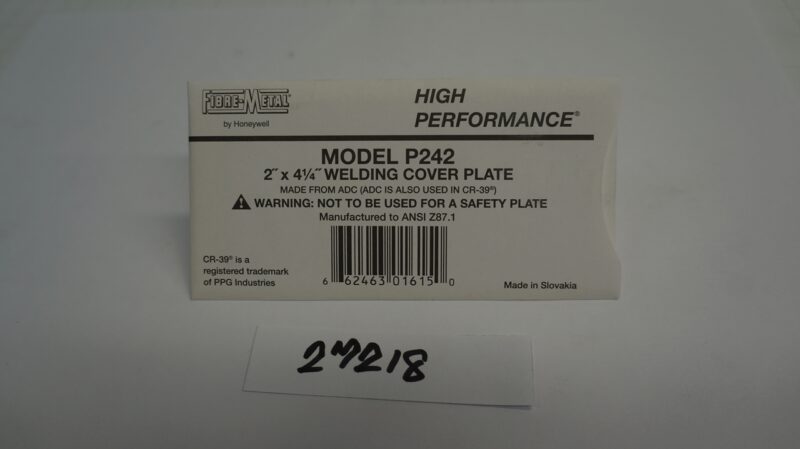 FIBRE-METAL®
by Honeywell
HIGH
PERFORMANCE®
MODEL P242
2″ x 4¼″ WELDING COVER PLATE
MADE FROM ADC (ADC IS ALSO USED IN CR-39®)
⚠ WARNING: NOT TO BE USED FOR A SAFETY PLATE
Manufactured to ANSI Z87.1
CR-39® is a
registered trademark
of PPG Industries
6 62463 01615 0
Made in Slovakia
27218